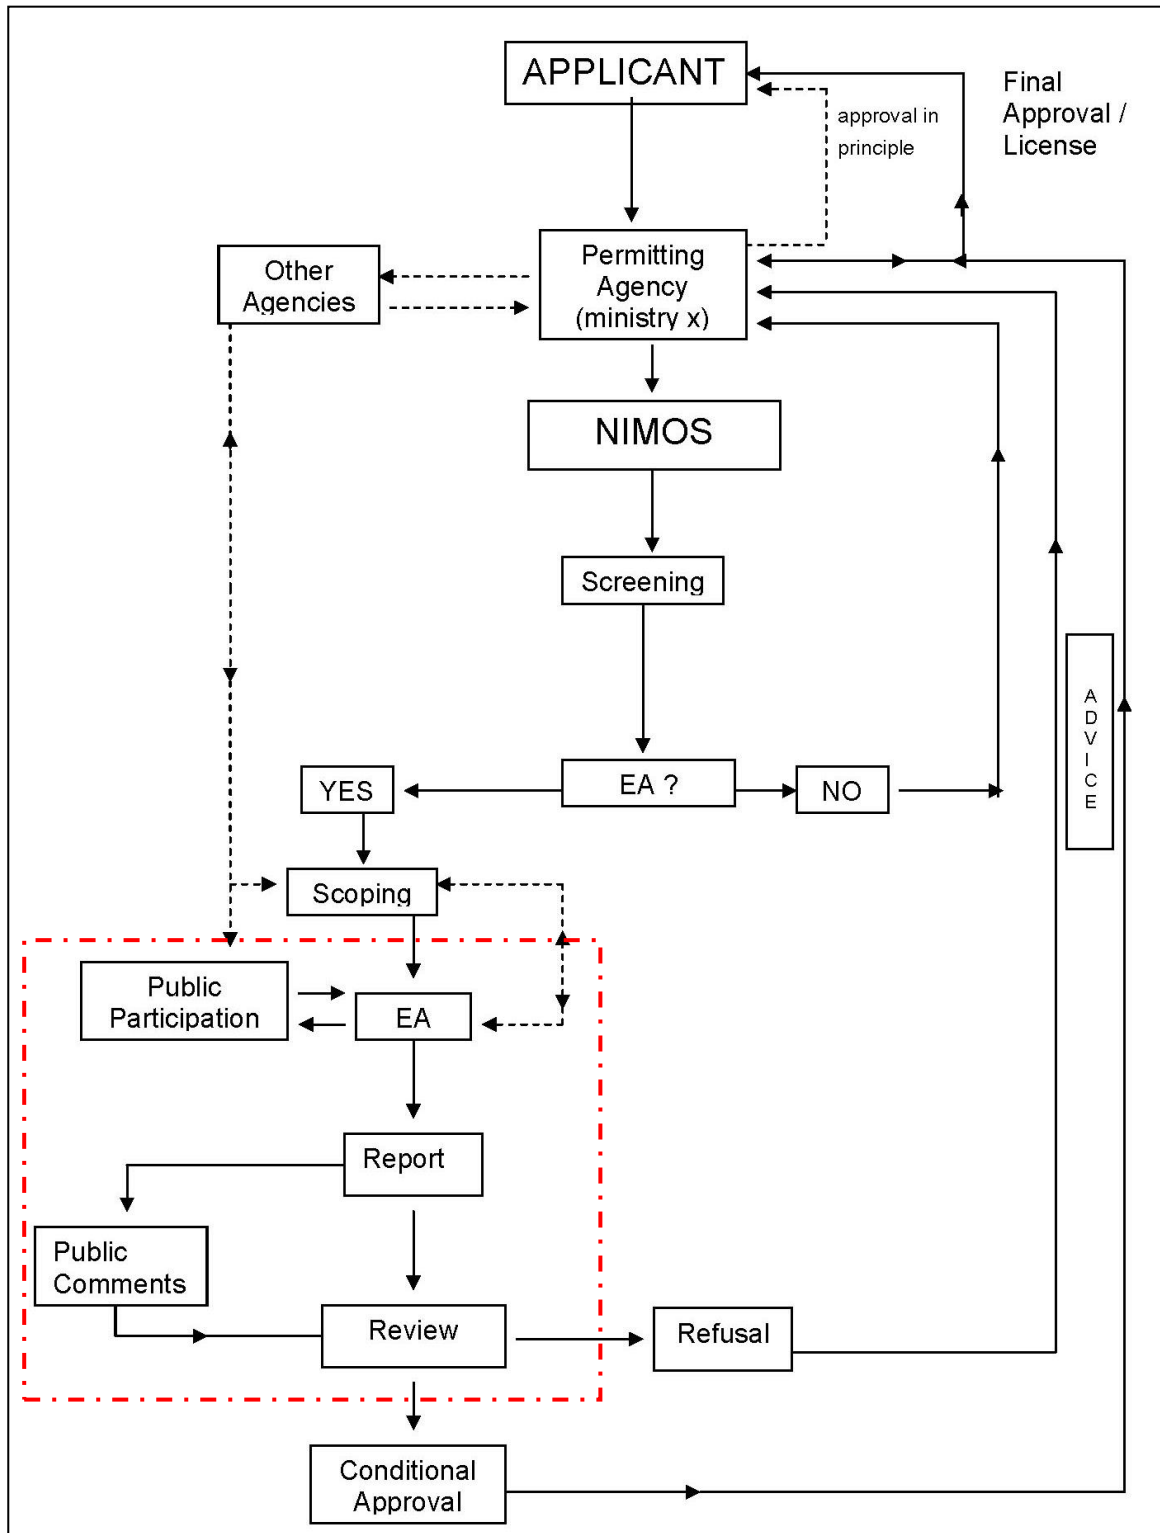 APPLICANT
Final
Approval /
License
approval in
principle
Other
Agencies
Permitting
Agency
(ministry x)
NIMOS
Screening
ADVICE
YES
EA ?
NO
Scoping
Public
Participation
EA
Report
Public
Comments
Review
Refusal
Conditional
Approval